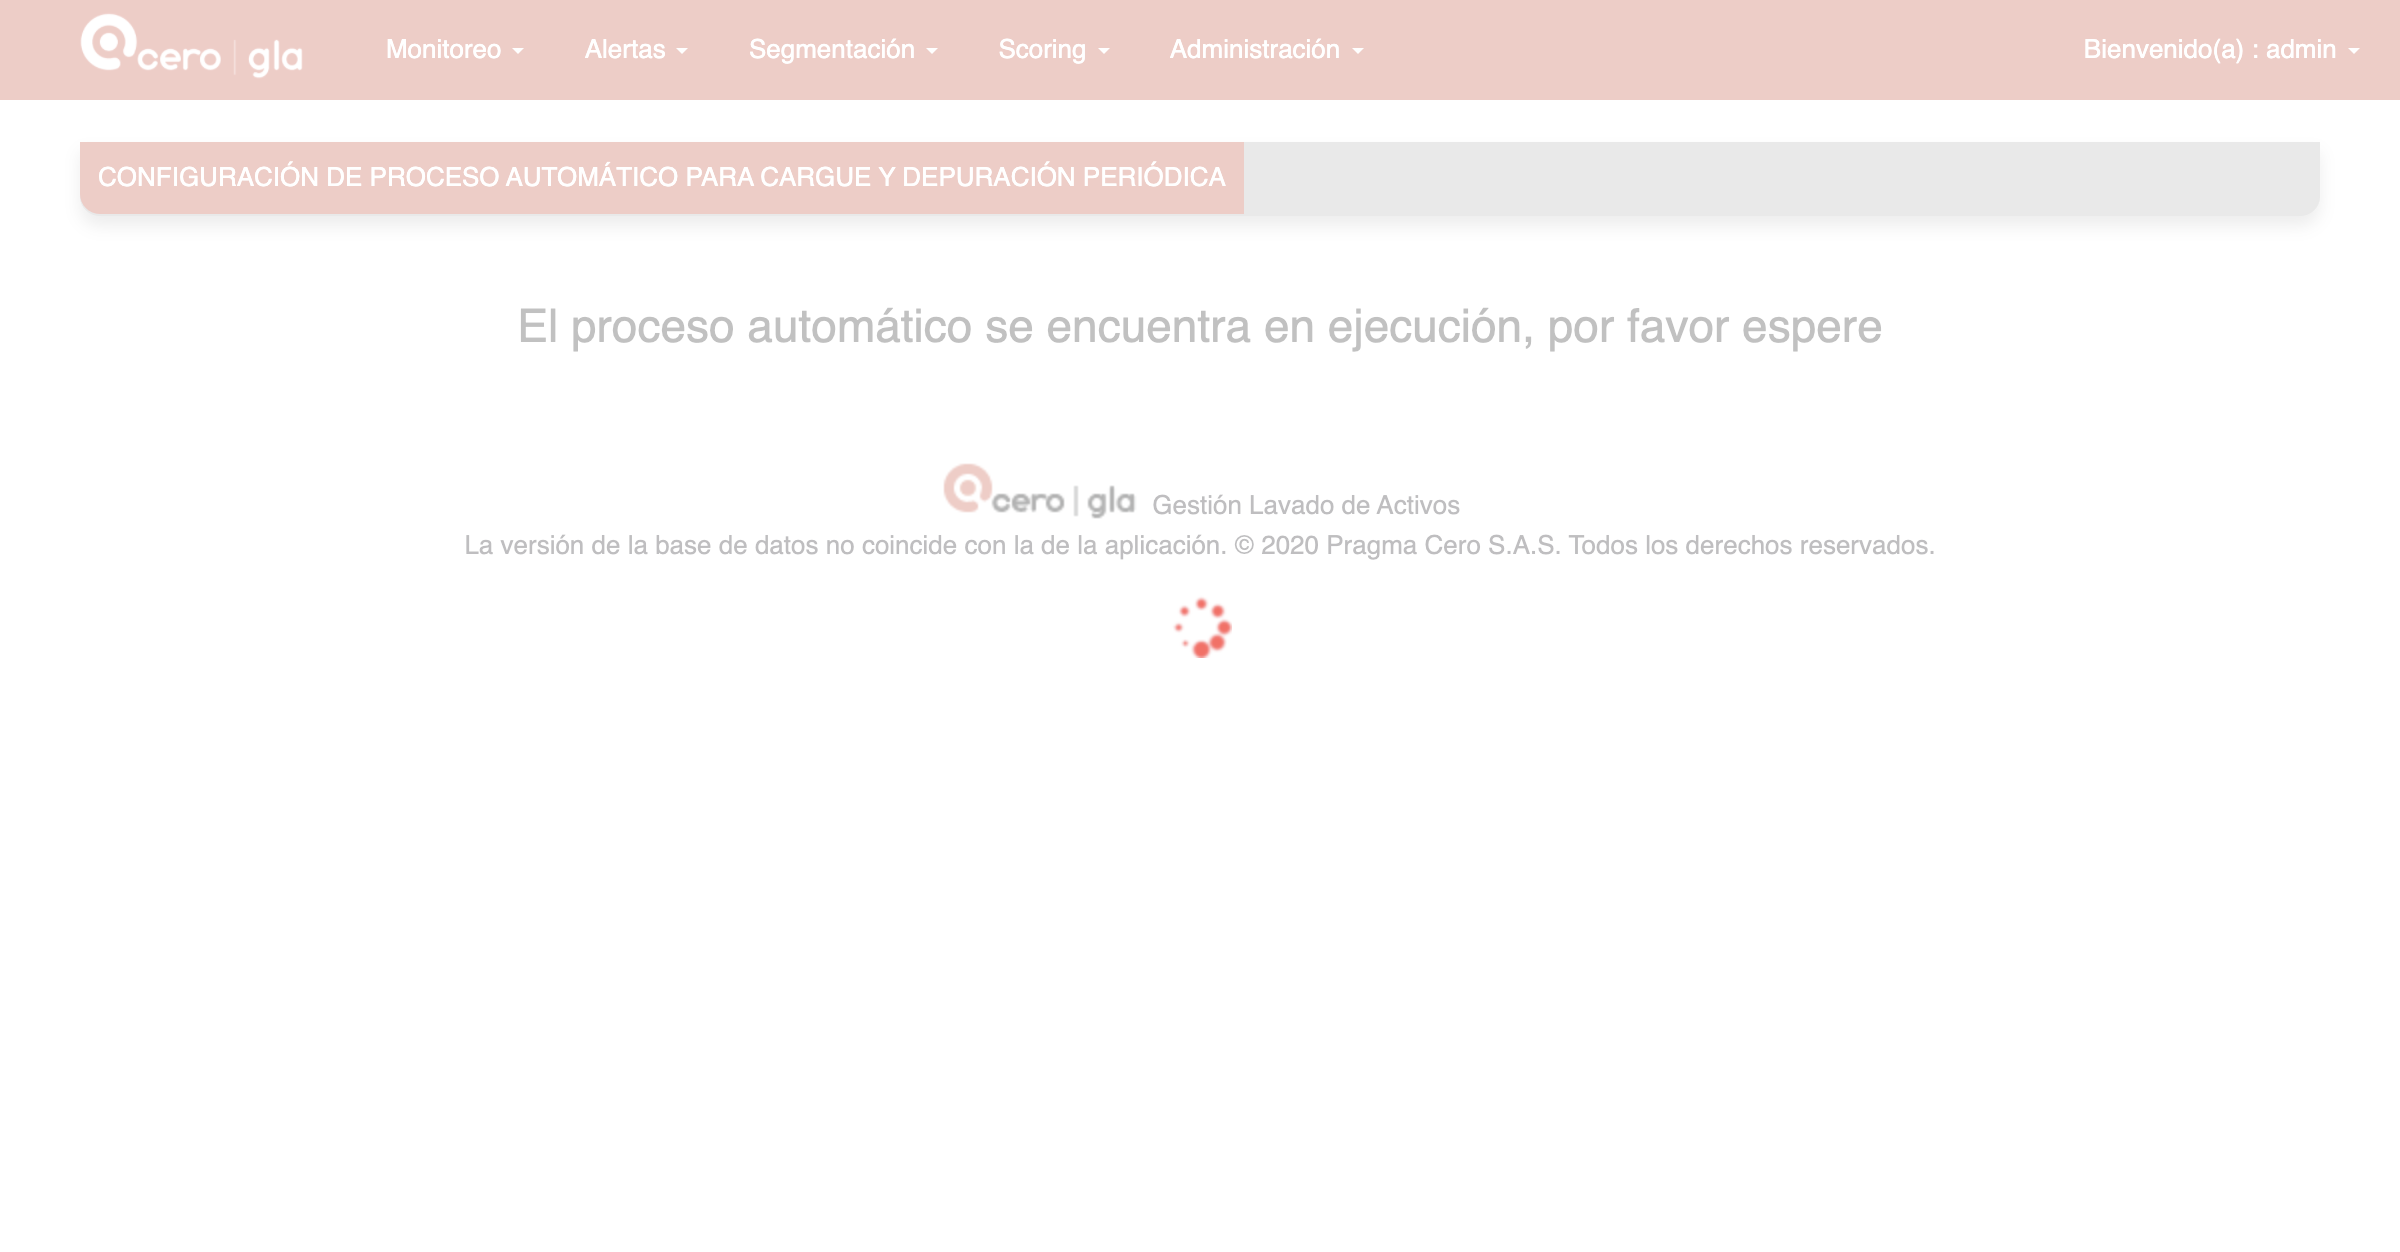 cero | gla Monitoreo Alertas Segmentación Scoring Administración Bienvenido(a) : admin
CONFIGURACIÓN DE PROCESO AUTOMÁTICO PARA CARGUE Y DEPURACIÓN PERIÓDICA
El proceso automático se encuentra en ejecución, por favor espere
cero | gla Gestión Lavado de Activos
La versión de la base de datos no coincide con la de la aplicación. © 2020 Pragma Cero S.A.S. Todos los derechos reservados.